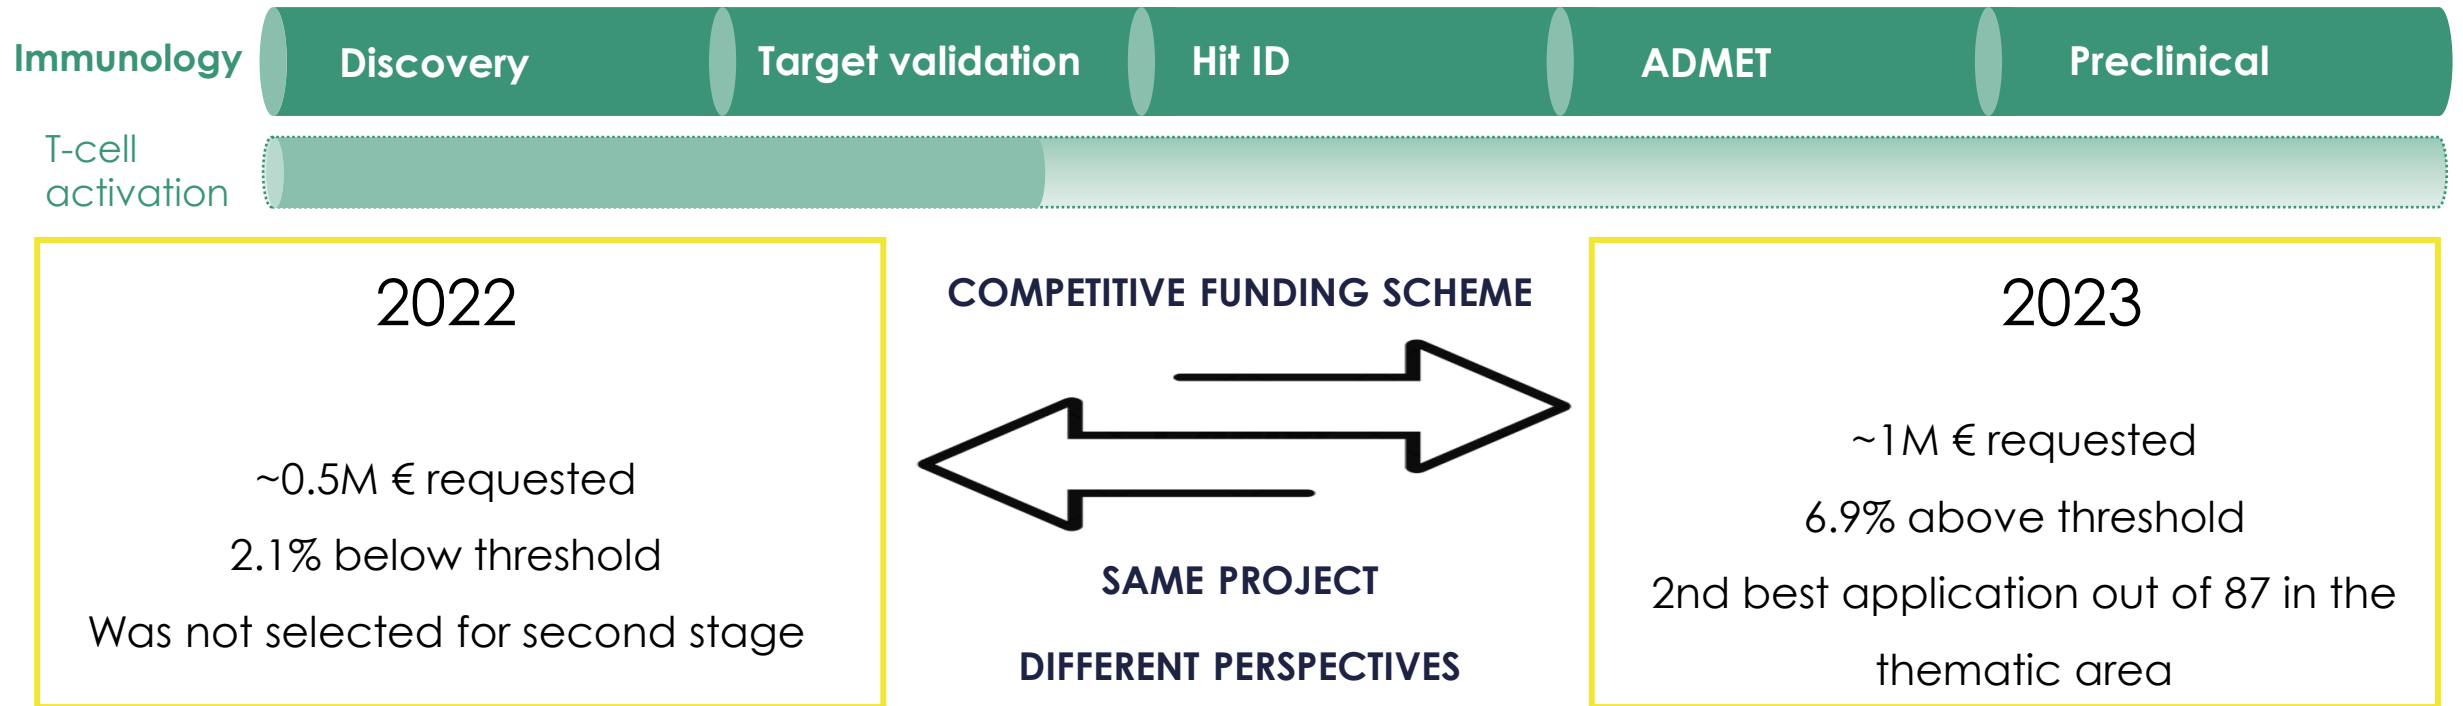 Immunology
Discovery
Target validation
Hit ID
ADMET
Preclinical
T-cell
activation
2022
~0.5M € requested
2.1% below threshold
Was not selected for second stage
COMPETITIVE FUNDING SCHEME
SAME PROJECT
DIFFERENT PERSPECTIVES
2023
~1M € requested
6.9% above threshold
2nd best application out of 87 in the
thematic area